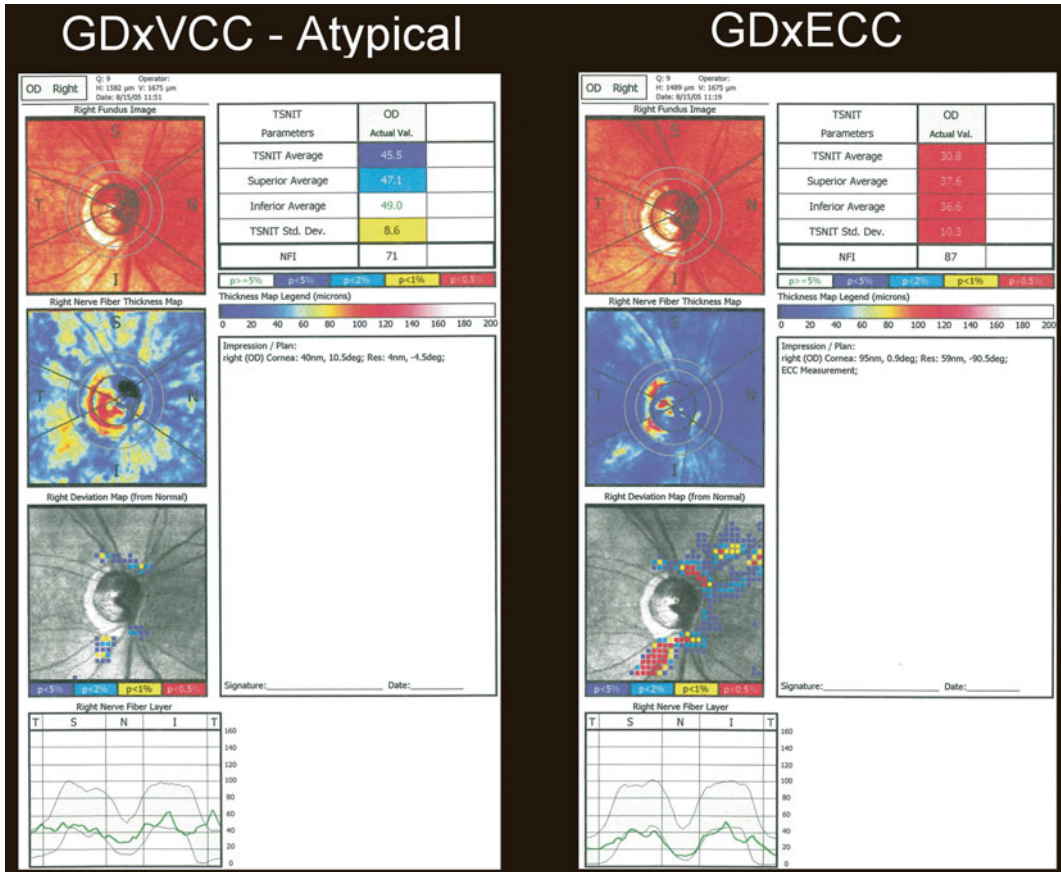 GDxVCC - Atypical
OD Right
Q: 9 Operator:
H: 1582 µm V: 1675 µm
Date: 8/15/05 11:51
Right Fundus Image
S
T
N
I
TSNIT OD
Parameters Actual Val.
TSNIT Average 45.5
Superior Average 47.1
Inferior Average 49.0
TSNIT Std. Dev. 8.6
NFI 71
p>=5% p<5% p<2% p<1% p<0.5%
Right Nerve Fiber Thickness Map
S
T
N
I
Thickness Map Legend (microns)
0 20 40 60 80 100 120 140 160 180 200
Impression / Plan:
right (OD) Cornea: 40nm, 10.5deg; Res: 4nm, -4.5deg;
Right Deviation Map (from Normal)
p<5% p<2% p<1% p<0.5%
Signature: Date:
Right Nerve Fiber Layer
T S N I T
160
140
120
100
80
60
40
20
0
GDxECC
OD Right
Q: 9 Operator:
H: 1489 µm V: 1675 µm
Date: 8/15/05 11:19
Right Fundus Image
S
T
N
I
TSNIT OD
Parameters Actual Val.
TSNIT Average 30.8
Superior Average 37.6
Inferior Average 36.6
TSNIT Std. Dev. 10.3
NFI 87
p>=5% p<5% p<2% p<1% p<0.5%
Right Nerve Fiber Thickness Map
S
T
N
I
Thickness Map Legend (microns)
0 20 40 60 80 100 120 140 160 180 200
Impression / Plan:
right (OD) Cornea: 95nm, 0.9deg; Res: 59nm, -90.5deg;
ECC Measurement;
Right Deviation Map (from Normal)
p<5% p<2% p<1% p<0.5%
Signature: Date:
Right Nerve Fiber Layer
T S N I T
160
140
120
100
80
60
40
20
0